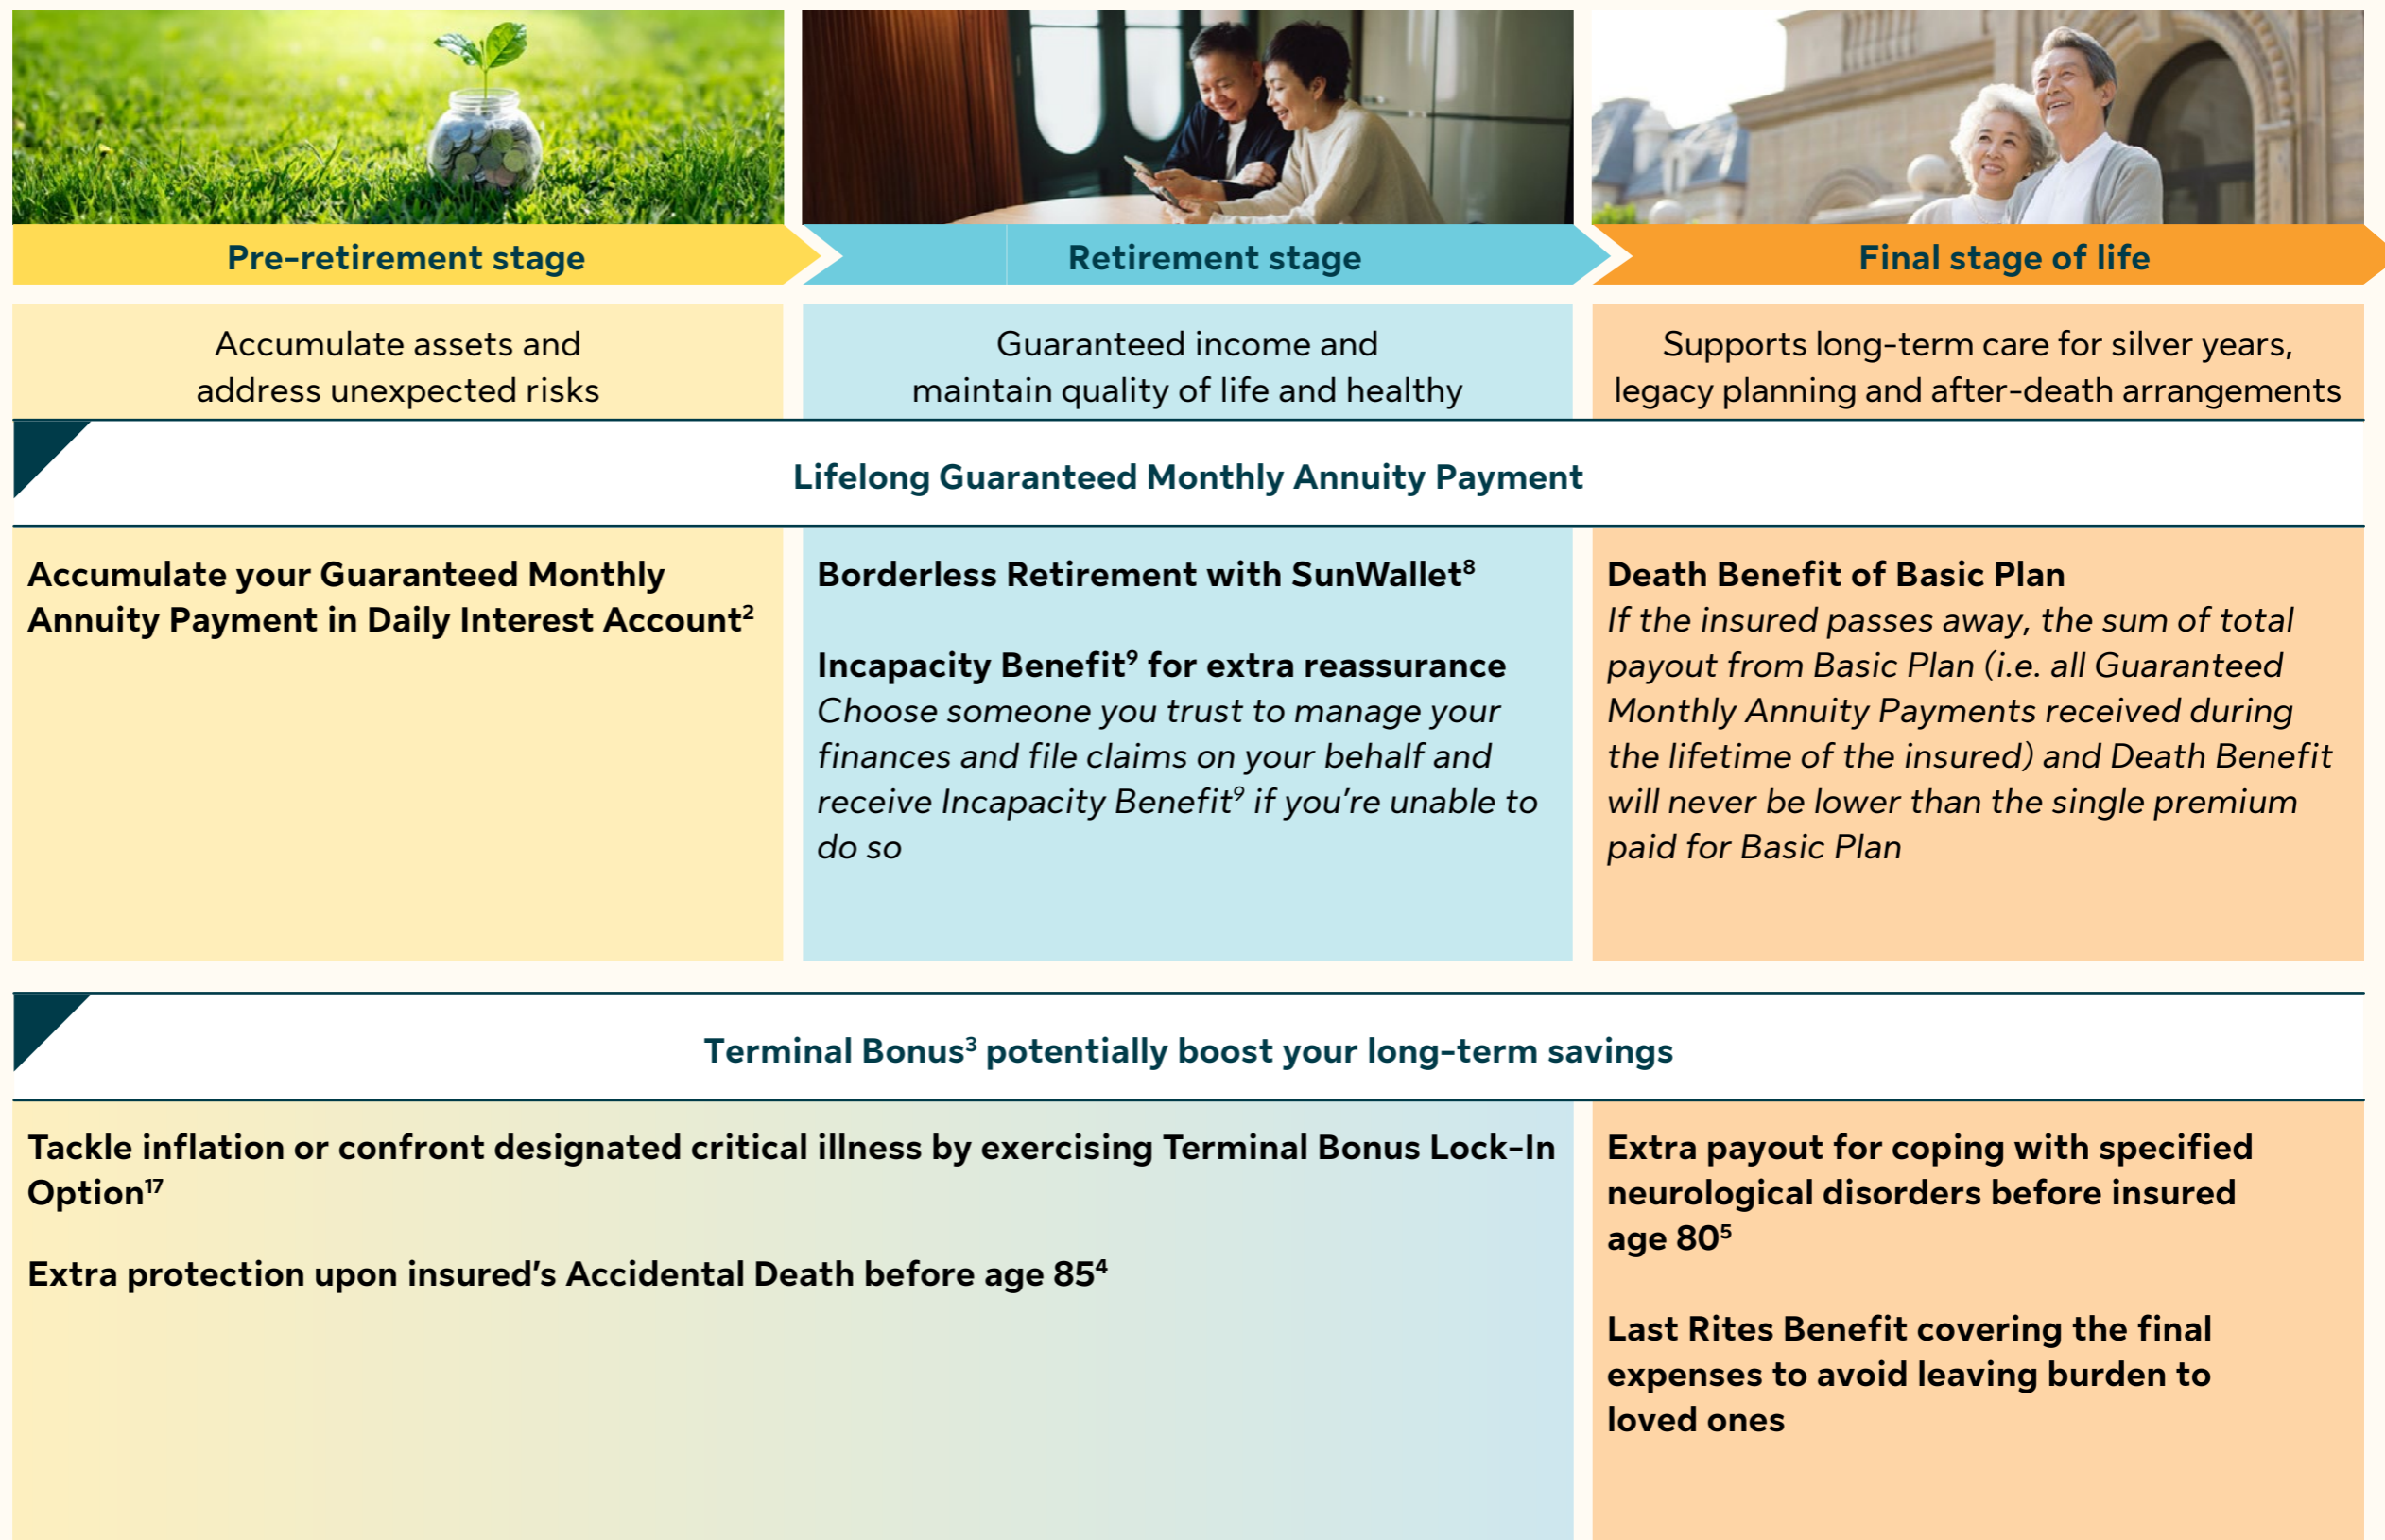 Pre-retirement stage
Retirement stage
Final stage of life
Accumulate assets and
address unexpected risks
Guaranteed income and
maintain quality of life and healthy
Supports long-term care for silver years,
legacy planning and after-death arrangements
Lifelong Guaranteed Monthly Annuity Payment
Accumulate your Guaranteed Monthly
Annuity Payment in Daily Interest Account²
Borderless Retirement with SunWallet⁸
Incapacity Benefit⁹ for extra reassurance
Choose someone you trust to manage your
finances and file claims on your behalf and
receive Incapacity Benefit⁹ if you’re unable to
do so
Death Benefit of Basic Plan
If the insured passes away, the sum of total
payout from Basic Plan (i.e. all Guaranteed
Monthly Annuity Payments received during
the lifetime of the insured) and Death Benefit
will never be lower than the single premium
paid for Basic Plan
Terminal Bonus³ potentially boost your long-term savings
Tackle inflation or confront designated critical illness by exercising Terminal Bonus Lock-In
Option¹⁷
Extra protection upon insured’s Accidental Death before age 85⁴
Extra payout for coping with specified
neurological disorders before insured
age 80⁵
Last Rites Benefit covering the final
expenses to avoid leaving burden to
loved ones